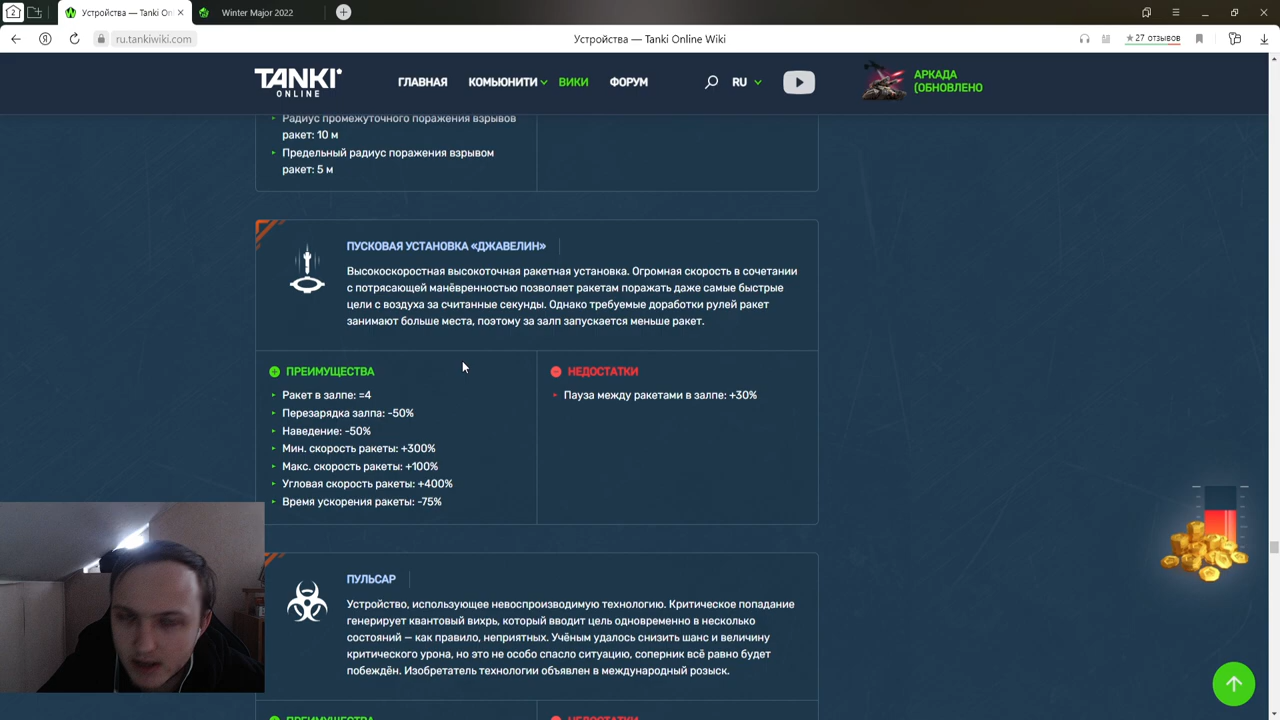 2
Устройства — Tanki On
Winter Major 2022
ru.tankiwiki.com
Устройства — Tanki Online Wiki
★27 отзывов
TANKI
ONLINE
ГЛАВНАЯ
КОМЬЮНИТИ
ВИКИ
ФОРУМ
RU
АРКАДА
(ОБНОВЛЕНО
Радиус промежуточного поражения взрывов
ракет: 10 м
Предельный радиус поражения взрывом
ракет: 5 м
ПУСКОВАЯ УСТАНОВКА «ДЖАВЕЛИН»
Высокоскоростная высокоточная ракетная установка. Огромная скорость в сочетании
с потрясающей манёвренностью позволяет ракетам поражать даже самые быстрые
цели с воздуха за считанные секунды. Однако требуемые доработки рулей ракет
занимают больше места, поэтому за залп запускается меньше ракет.
ПРЕИМУЩЕСТВА
Ракет в залпе: =4
Перезарядка залпа: -50%
Наведение: -50%
Мин. скорость ракеты: +300%
Макс. скорость ракеты: +100%
Угловая скорость ракеты: +400%
Время ускорения ракеты: -75%
НЕДОСТАТКИ
Пауза между ракетами в залпе: +30%
ПУЛЬСАР
Устройство, использующее невоспроизводимую технологию. Критическое попадание
генерирует квантовый вихрь, который вводит цель одновременно в несколько
состояний — как правило, неприятных. Учёным удалось снизить шанс и величину
критического урона, но это не особо спасло ситуацию, соперник всё равно будет
побеждён. Изобретатель технологии объявлен в международный розыск.
ПРЕИМУЩЕСТВА
НЕДОСТАТКИ